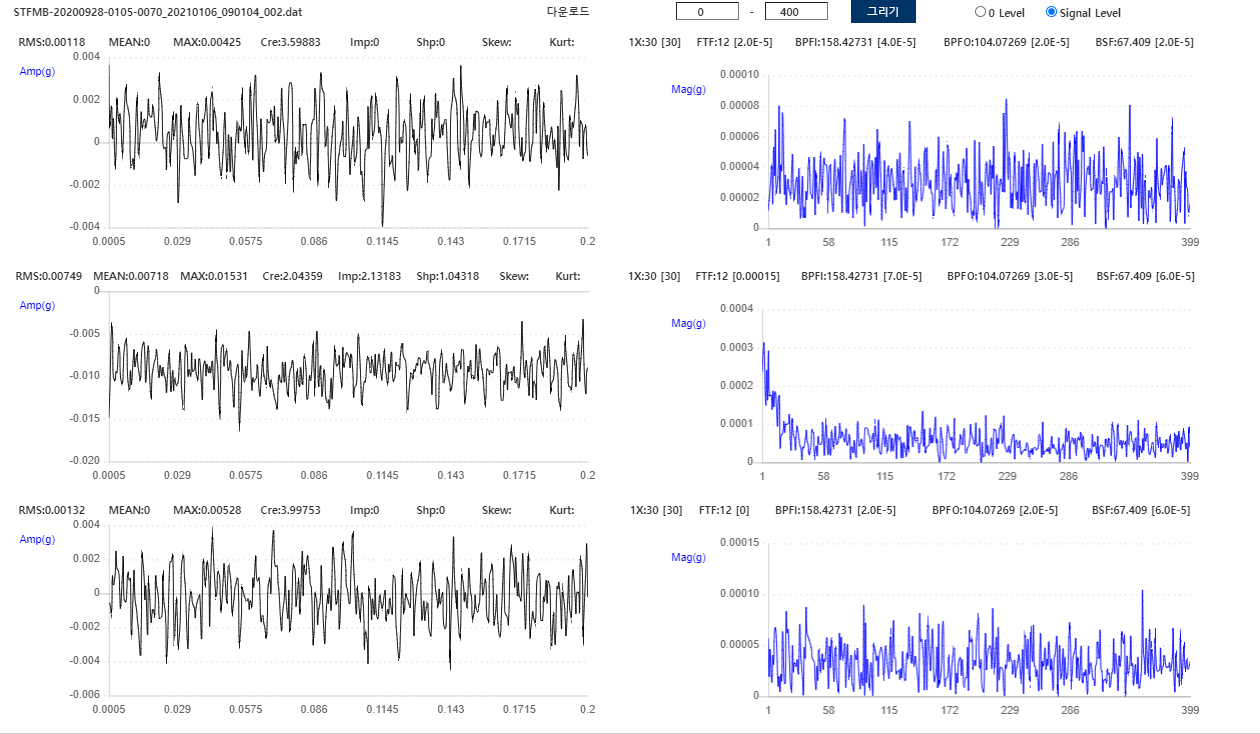 STFMB-20200928-0105-0070_20210106_090104_002.dat 다운로드 0 - 400 그리기 0 Level Signal Level
RMS:0.00118 MEAN:0 MAX:0.00425 Cre:3.59883 Imp:0 Shp:0 Skew: Kurt:
Amp(g)
0.004
0.002
0
-0.002
-0.004
0.0005 0.029 0.0575 0.086 0.1145 0.143 0.1715 0.2
1X:30 [30] FTF:12 [2.0E-5] BPFI:158.42731 [4.0E-5] BPFO:104.07269 [2.0E-5] BSF:67.409 [2.0E-5]
Mag(g)
0.00010
0.00008
0.00006
0.00004
0.00002
0
1 58 115 172 229 286 399
RMS:0.00749 MEAN:0.00718 MAX:0.01531 Cre:2.04359 Imp:2.13183 Shp:1.04318 Skew: Kurt:
Amp(g)
0
-0.005
-0.010
-0.015
-0.020
0.0005 0.029 0.0575 0.086 0.1145 0.143 0.1715 0.2
1X:30 [30] FTF:12 [0.00015] BPFI:158.42731 [7.0E-5] BPFO:104.07269 [3.0E-5] BSF:67.409 [6.0E-5]
Mag(g)
0.0004
0.0003
0.0002
0.0001
0
1 58 115 172 229 286 399
RMS:0.00132 MEAN:0 MAX:0.00528 Cre:3.99753 Imp:0 Shp:0 Skew: Kurt:
Amp(g)
0.004
0.002
0
-0.002
-0.004
-0.006
0.0005 0.029 0.0575 0.086 0.1145 0.143 0.1715 0.2
1X:30 [30] FTF:12 [0] BPFI:158.42731 [2.0E-5] BPFO:104.07269 [2.0E-5] BSF:67.409 [6.0E-5]
Mag(g)
0.00015
0.00010
0.00005
0
1 58 115 172 229 286 399